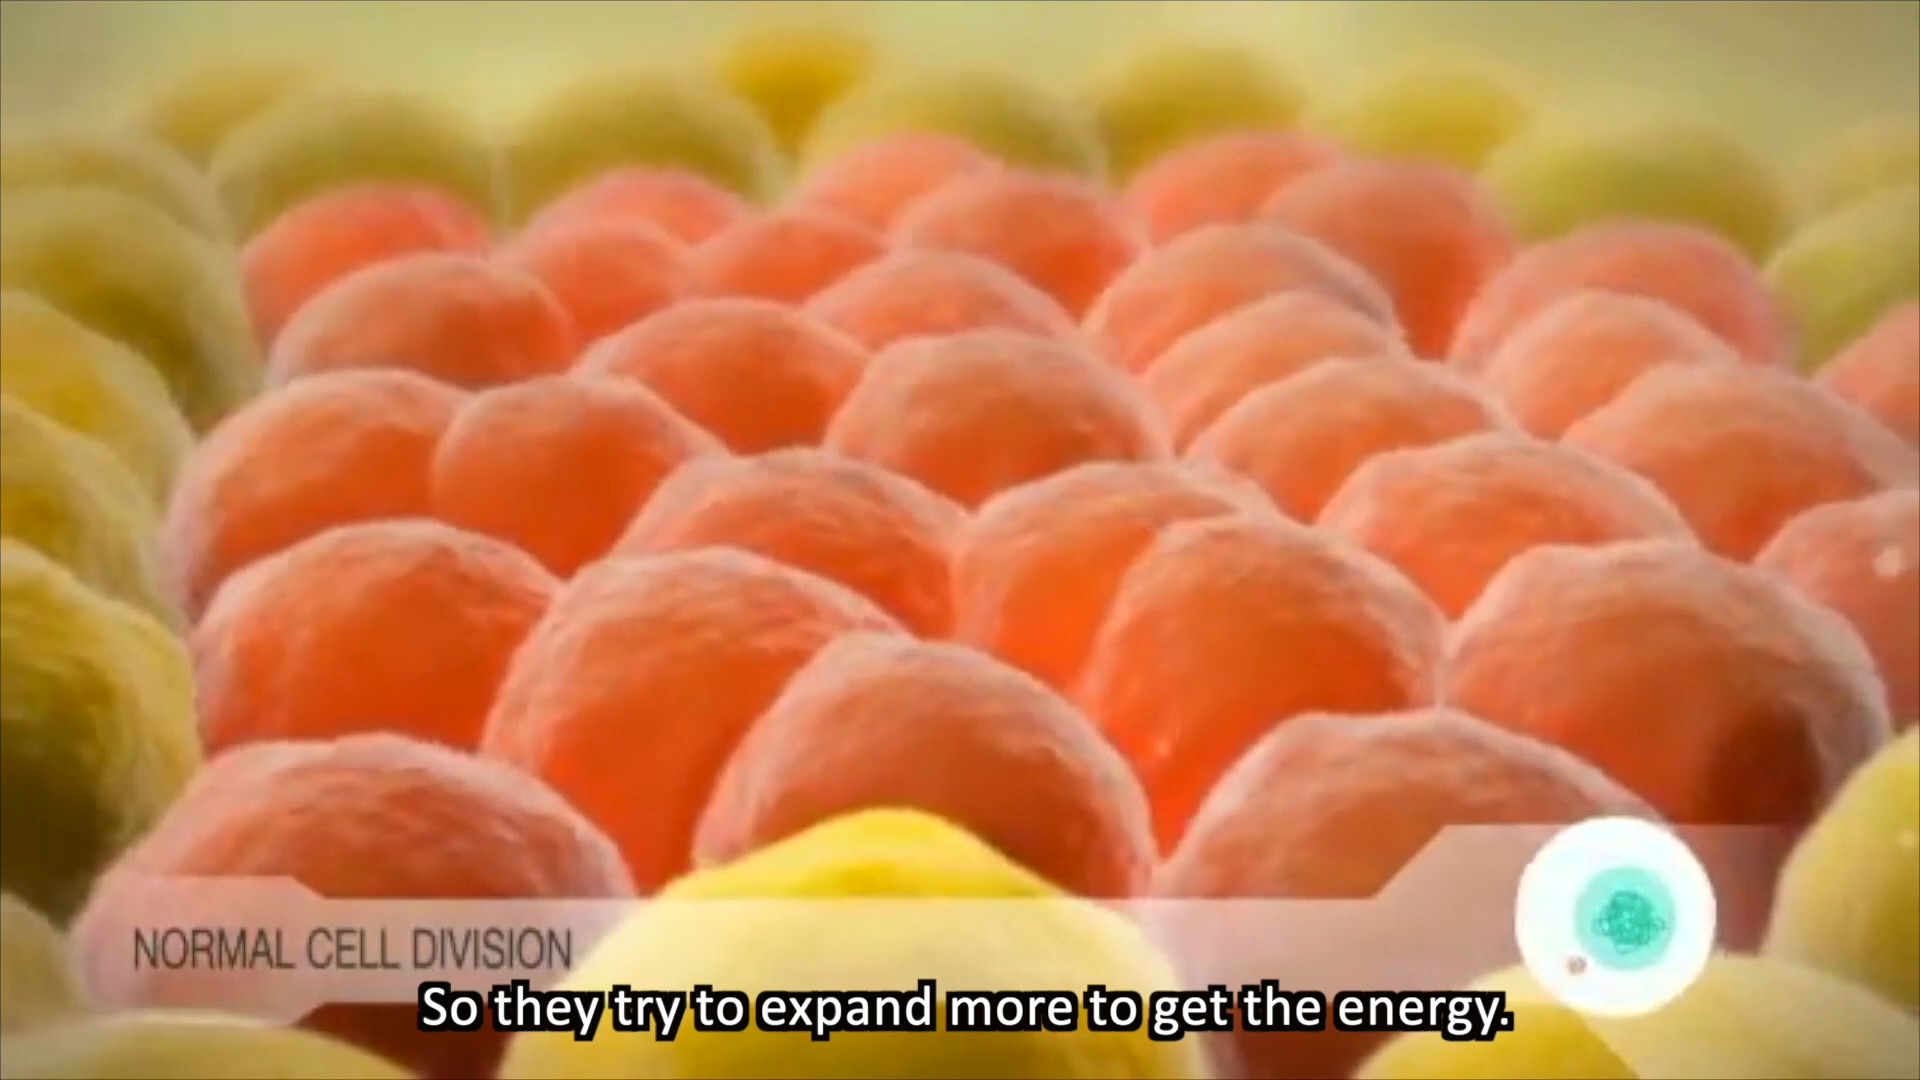 NORMAL CELL DIVISION
So they try to expand more to get the energy.